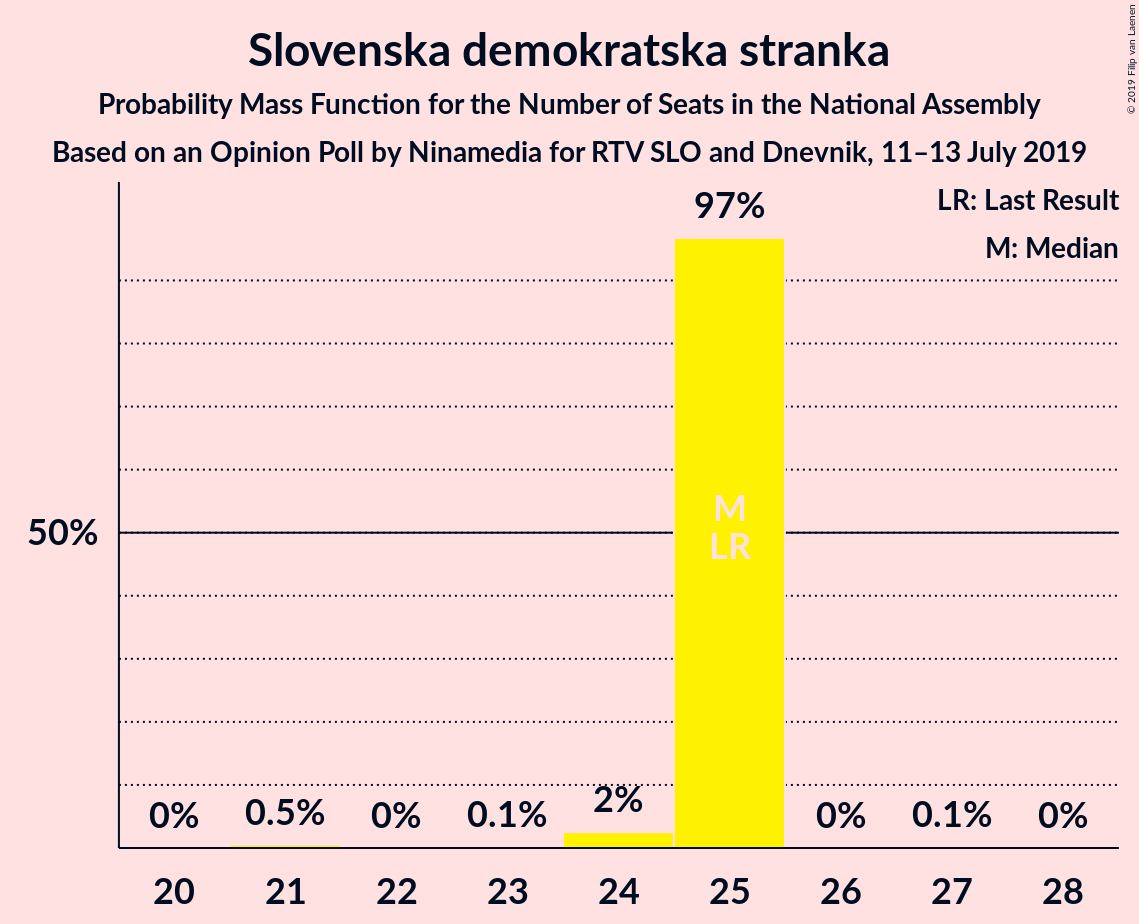 Slovenska demokratska stranka
Probability Mass Function for the Number of Seats in the National Assembly
Based on an Opinion Poll by Ninamedia for RTV SLO and Dnevnik, 11–13 July 2019
© 2019 Filip van Laenen
LR: Last Result
M: Median
97%
50%
M
LR
0%
0.5%
0%
0.1%
2%
0%
0.1%
0%
20
21
22
23
24
25
26
27
28